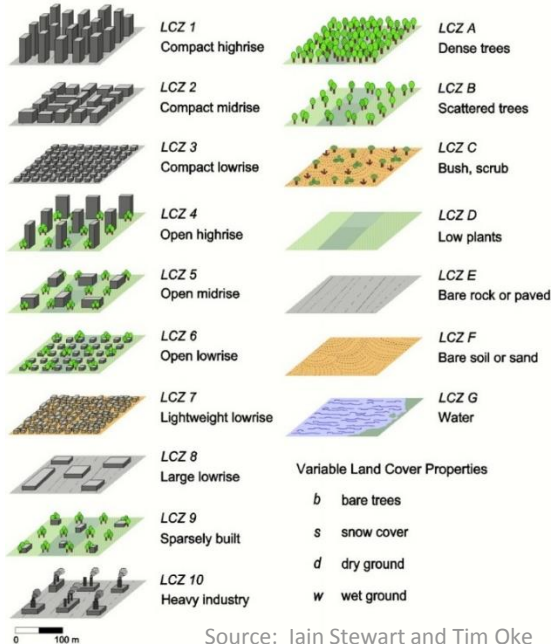 LCZ 1
Compact highrise
LCZ 2
Compact midrise
LCZ 3
Compact lowrise
LCZ 4
Open highrise
LCZ 5
Open midrise
LCZ 6
Open lowrise
LCZ 7
Lightweight lowrise
LCZ 8
Large lowrise
LCZ 9
Sparsely built
LCZ 10
Heavy industry
0 100 m
LCZ A
Dense trees
LCZ B
Scattered trees
LCZ C
Bush, scrub
LCZ D
Low plants
LCZ E
Bare rock or paved
LCZ F
Bare soil or sand
LCZ G
Water
Variable Land Cover Properties
b bare trees
s snow cover
d dry ground
w wet ground
Source: Iain Stewart and Tim Oke